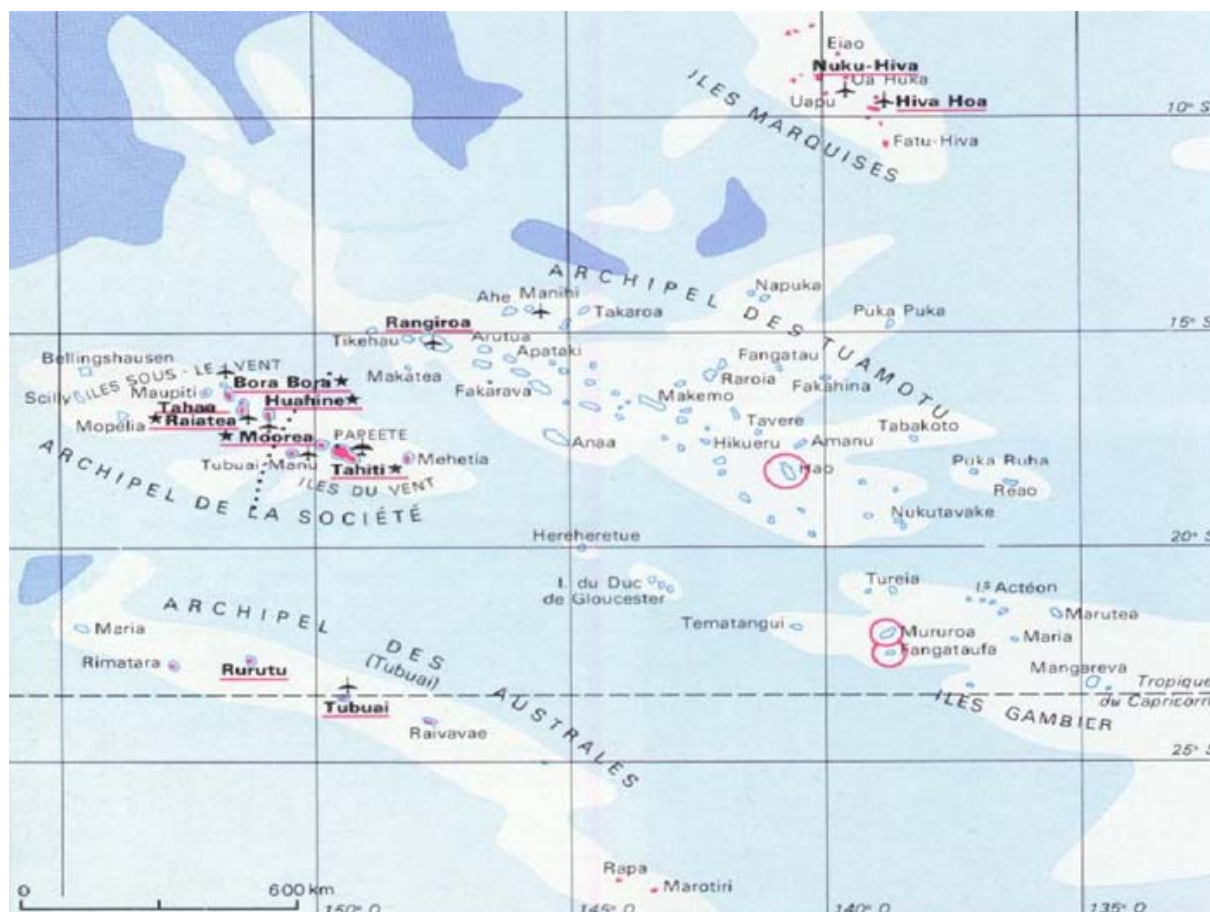 Eiao
Nuku-Hiva
Ua Huka
Uapu
Hiva Hoa
Fatu-Hiva
ILES MARQUISES
10° S
ARCHIPEL DES TUAMOTU
Napuka
Ahe
Manihi
Takaroa
Puka Puka
Rangiroa
15° S
Tikehau
Arutua
Apataki
Fangatau
Bellingshausen
ILES SOUS-LE-VENT
Makatea
Raroia
Fakahina
Bora Bora★
Scilly
Maupiti
Fakarava
Huahine★
Makemo
Tahaa
Tavere
Mopélia
★Raiatea
Tabakoto
★Moorea
PAPEETE
Anaa
Hikueru
Amanu
Tubuai-Manu
Mehetia
Tahiti★
Hao
Puka Ruha
ILES DU VENT
Reao
ARCHIPEL DE LA SOCIÉTÉ
Nukutavake
Hereheretue
20° S
I. du Duc
de Gloucester
Tureia
Is Actéon
ARCHIPEL DES AUSTRALES
(Tubuai)
Marutea
Maria
Tematangui
Mururoa
Maria
Rimatara
Rurutu
Fangataufa
Mangareva
Tropique
du Capricorn
Tubuai
ILES GAMBIER
Raivavae
25° S
Rapa
Marotiri
0
600 km
150° O
145° O
140° O
135° O